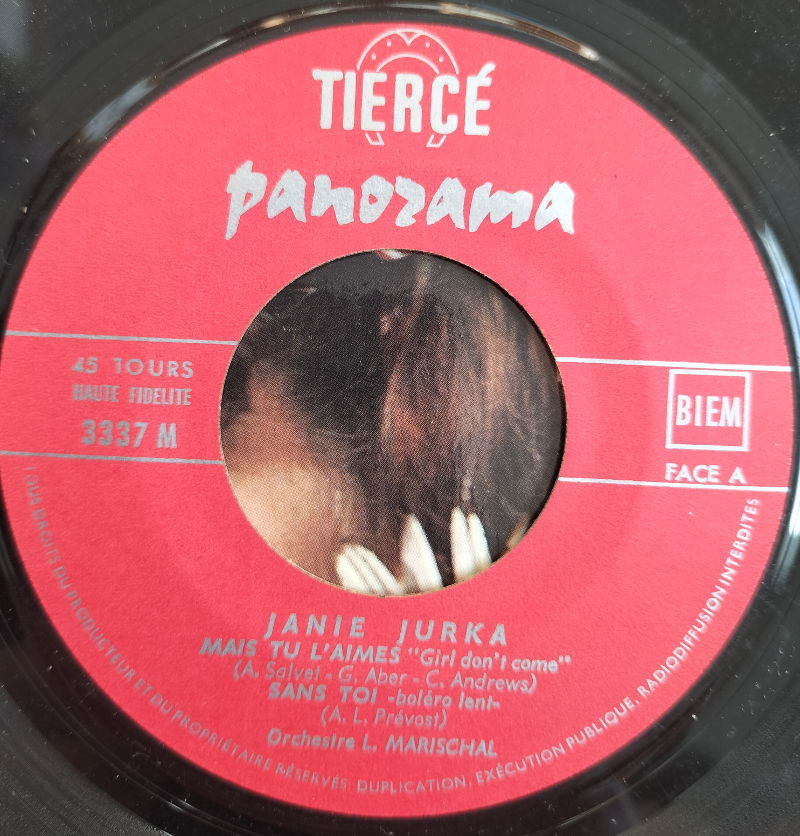 TIERCÉ
panorama
45 TOURS
HAUTE FIDELITE
3337 M
BIEM
FACE A
JANIE JURKA
MAIS TU L'AIMES "Girl don't come"
(A. Salvet - G. Aber - C. Andrews)
SANS TOI -boléro lent-
(A. L. Prévost)
Orchestre L. MARISCHAL
TOUS DROITS DU PRODUCTEUR ET DU PROPRIÉTAIRE RÉSERVÉS. DUPLICATION, EXÉCUTION PUBLIQUE, RADIODIFFUSION INTERDITES